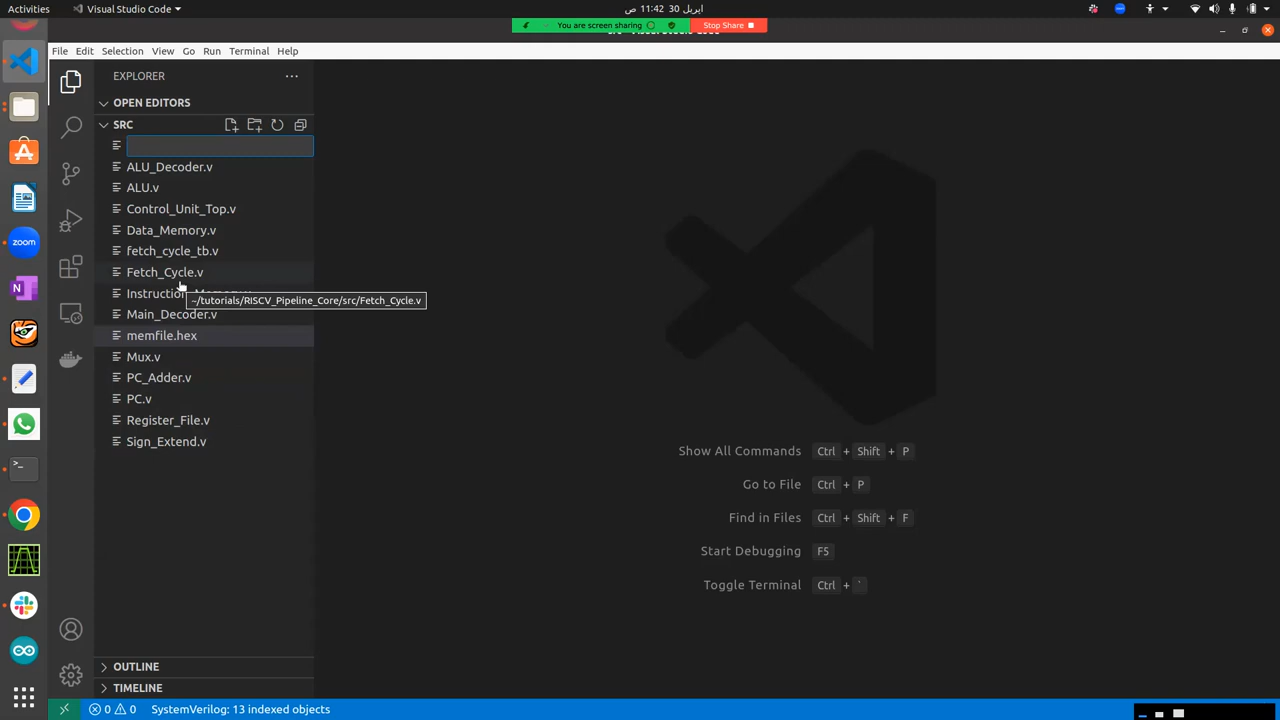 Activities
Visual Studio Code
ابريل 30 11:42 ص
You are screen sharing
Stop Share
File Edit Selection View Go Run Terminal Help
EXPLORER
OPEN EDITORS
SRC
ALU_Decoder.v
ALU.v
Control_Unit_Top.v
Data_Memory.v
fetch_cycle_tb.v
Fetch_Cycle.v
~/tutorials/RISCV_Pipeline_Core/src/Fetch_Cycle.v
Main_Decoder.v
memfile.hex
Mux.v
PC_Adder.v
PC.v
Register_File.v
Sign_Extend.v
Show All Commands Ctrl + Shift + P
Go to File Ctrl + P
Find in Files Ctrl + Shift + F
Start Debugging F5
Toggle Terminal Ctrl + `
OUTLINE
TIMELINE
0 0 SystemVerilog: 13 indexed objects
zoom